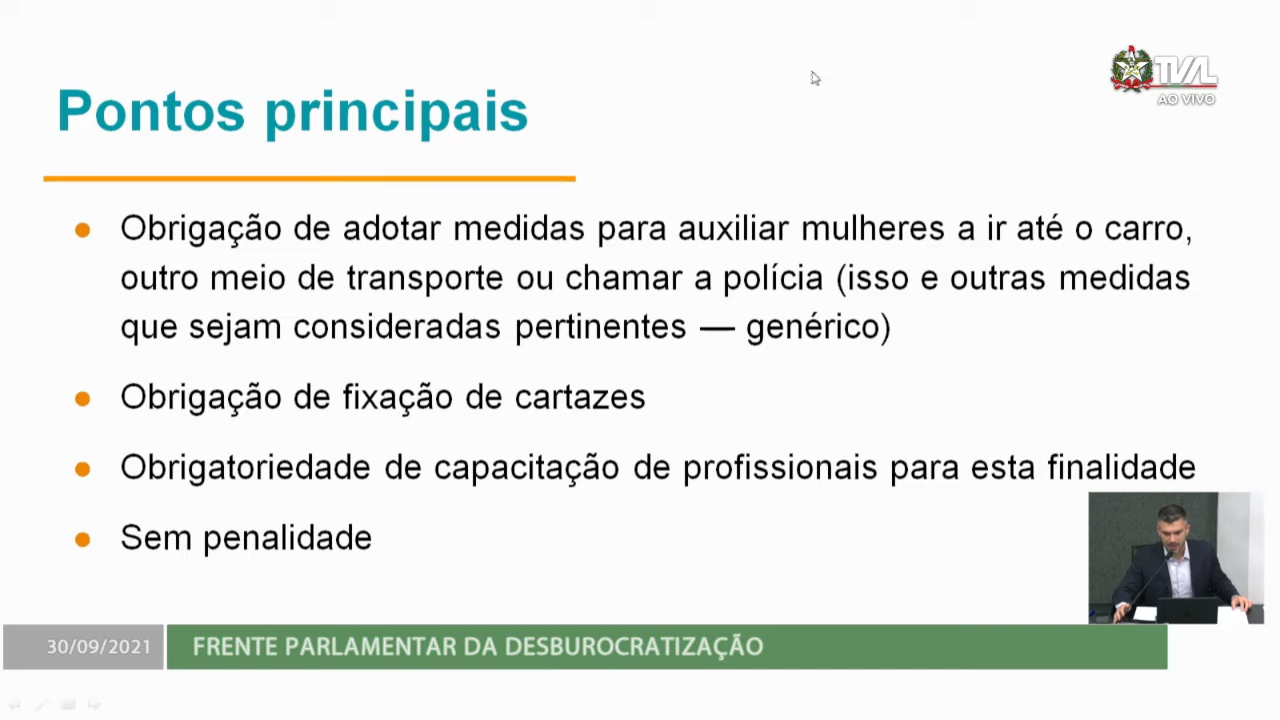 TVAL
AO VIVO
Pontos principais
● Obrigação de adotar medidas para auxiliar mulheres a ir até o carro,
outro meio de transporte ou chamar a polícia (isso e outras medidas
que sejam consideradas pertinentes — genérico)
● Obrigação de fixação de cartazes
● Obrigatoriedade de capacitação de profissionais para esta finalidade
● Sem penalidade
30/09/2021 FRENTE PARLAMENTAR DA DESBUROCRATIZAÇÃO